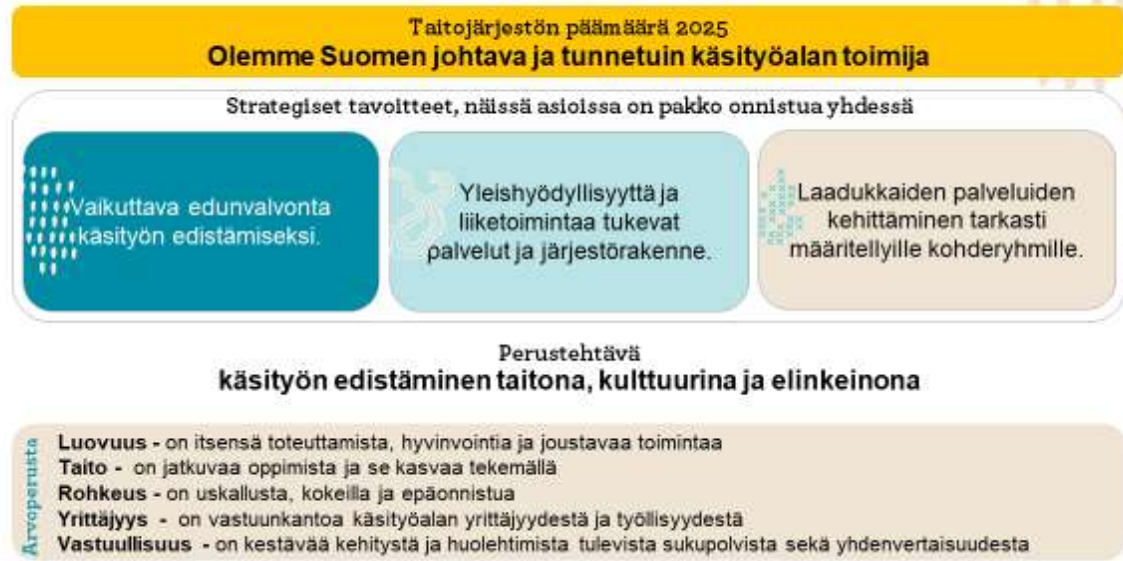 Taitojärjestön päämäärä 2025
Olemme Suomen johtava ja tunnetuin käsityöalan toimija
Strategiset tavoitteet, näissä asioissa on pakko onnistua yhdessä
Vaikuttava edunvalvonta
käsityön edistämiseksi.
Yleishyödyllisyyttä ja
liiketoimintaa tukevat
palvelut ja järjestörakenne.
Laadukkaiden palveluiden
kehittäminen tarkasti
määritellyille kohderyhmille.
Perustehtävä
käsityön edistäminen taitona, kulttuurina ja elinkeinona
Arvoperusta
Luovuus - on itsensä toteuttamista, hyvinvointia ja joustavaa toimintaa
Taito - on jatkuvaa oppimista ja se kasvaa tekemällä
Rohkeus - on uskallusta, kokeilla ja epäonnistua
Yrittäjyys - on vastuunkantoa käsityöalan yrittäjyydestä ja työllisyydestä
Vastuullisuus - on kestävää kehitystä ja huolehtimista tulevista sukupolvista sekä yhdenvertaisuudesta